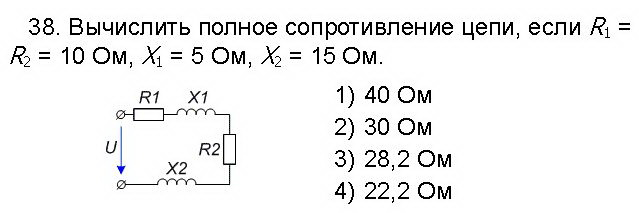 38. Вычислить полное сопротивление цепи, если R₁ =
R₂ = 10 Ом, X₁ = 5 Ом, X₂ = 15 Ом.
R1 X1
U
R2
X2
1) 40 Ом
2) 30 Ом
3) 28,2 Ом
4) 22,2 Ом